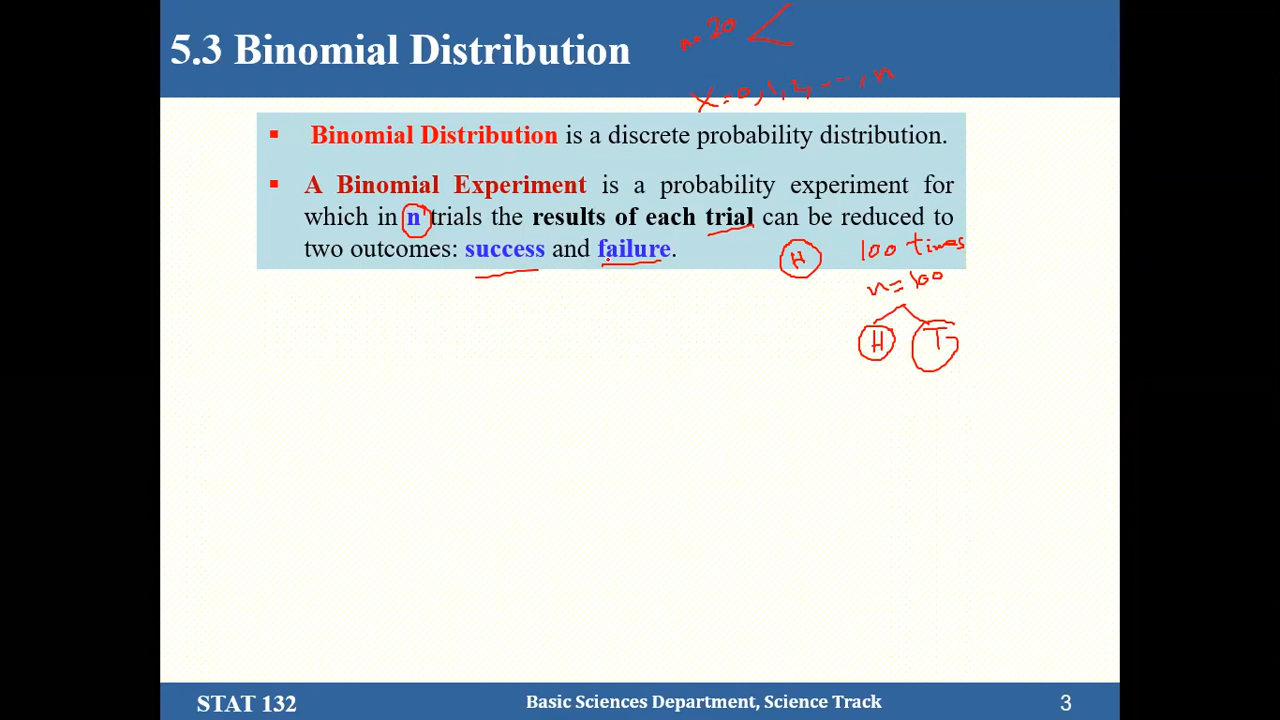 5.3 Binomial Distribution
n=20
X=0,1,2,...,n
▪ Binomial Distribution is a discrete probability distribution.
▪ A Binomial Experiment is a probability experiment for
which in n trials the results of each trial can be reduced to
two outcomes: success and failure.
H
100 times
n=100
H T
STAT 132
Basic Sciences Department, Science Track
3